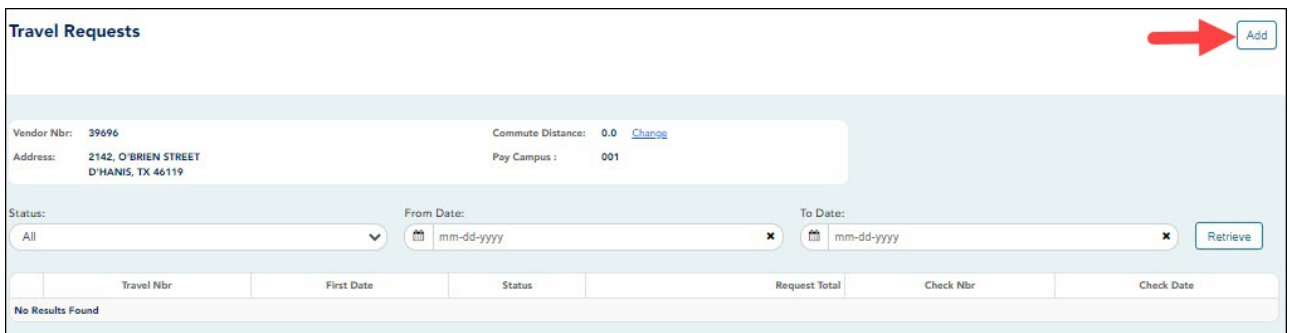 Travel Requests
Add
Vendor Nbr: 39696 Commute Distance: 0.0 Change
Address: 2142, O'BRIEN STREET Pay Campus : 001
D'HANIS, TX 46119
Status: From Date: To Date:
All mm-dd-yyyy mm-dd-yyyy Retrieve
Travel Nbr First Date Status Request Total Check Nbr Check Date
No Results Found